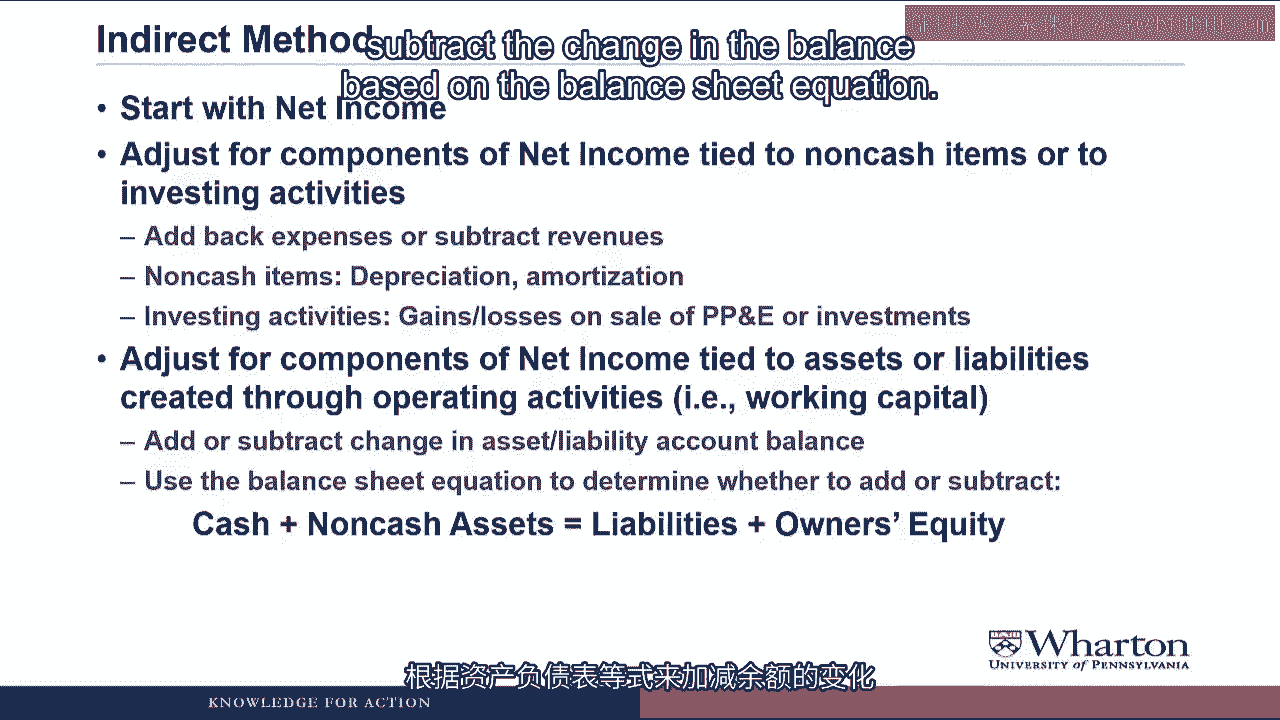 Indirect Method
subtract the change in the balance
based on the balance sheet equation.
• Start with Net Income
• Adjust for components of Net Income tied to noncash items or to
investing activities
– Add back expenses or subtract revenues
– Noncash items: Depreciation, amortization
– Investing activities: Gains/losses on sale of PP&E or investments
• Adjust for components of Net Income tied to assets or liabilities
created through operating activities (i.e., working capital)
– Add or subtract change in asset/liability account balance
– Use the balance sheet equation to determine whether to add or subtract:
Cash + Noncash Assets = Liabilities + Owners’ Equity
Wharton
University of Pennsylvania
根据资产负债表等式来加减余额的变化
KNOWLEDGE FOR ACTION